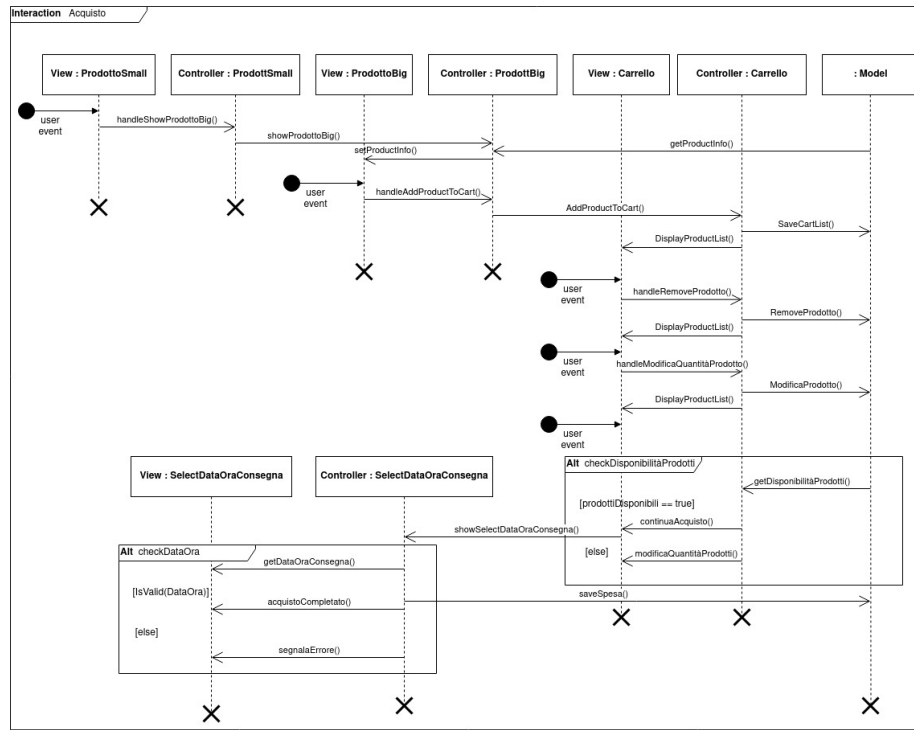 Interaction Acquisto
View : ProdottoSmall
Controller : ProdottSmall
View : ProdottoBig
Controller : ProdottBig
View : Carrello
Controller : Carrello
: Model
user
event
handleShowProdottoBig()
showProdottoBig()
getProductInfo()
setProductInfo()
user
event
handleAddProductToCart()
AddProductToCart()
SaveCartList()
DisplayProductList()
user
event
handleRemoveProdotto()
RemoveProdotto()
DisplayProductList()
user
event
handleModificaQuantitàProdotto()
ModificaProdotto()
DisplayProductList()
user
event
View : SelectDataOraConsegna
Controller : SelectDataOraConsegna
Alt checkDisponibilitàProdotti
getDisponibilitàProdotti()
[prodottiDisponibili == true]
continuaAcquisto()
showSelectDataOraConsegna()
[else]
modificaQuantitàProdotti()
Alt checkDataOra
getDataOraConsegna()
[IsValid(DataOra)]
acquistoCompletato()
saveSpesa()
[else]
segnalaErrore()